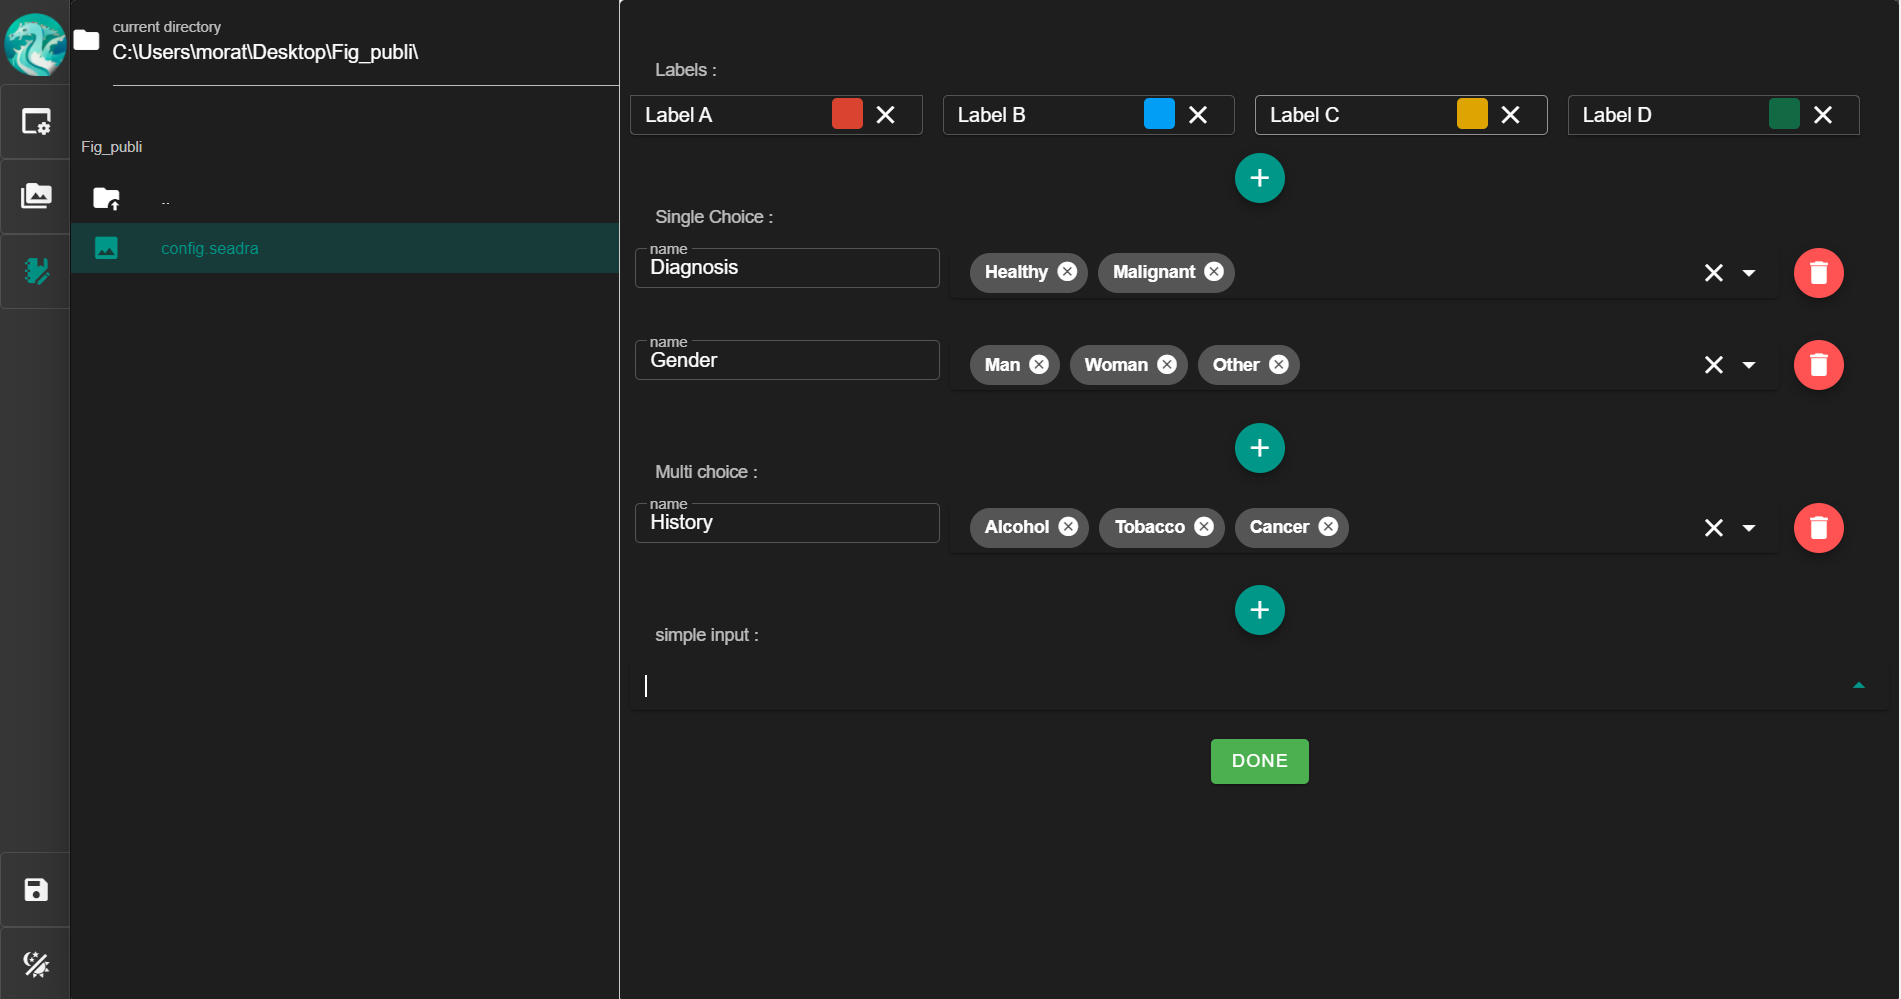 current directory
C:\Users\morat\Desktop\Fig_publi\
Fig_publi
..
config.seadra
Labels :
Label A
Label B
Label C
Label D
Single Choice :
name
Diagnosis
Healthy
Malignant
name
Gender
Man
Woman
Other
Multi choice :
name
History
Alcohol
Tobacco
Cancer
simple input :
DONE